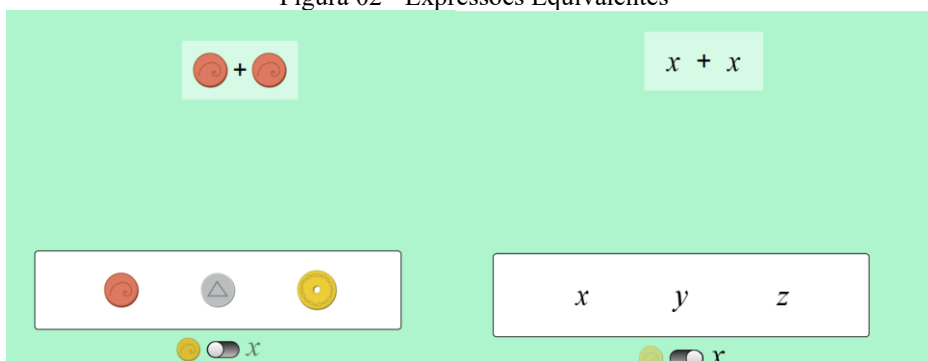 Figura 02 - Expressões Equivalentes
+
x + x
x y z
x
x